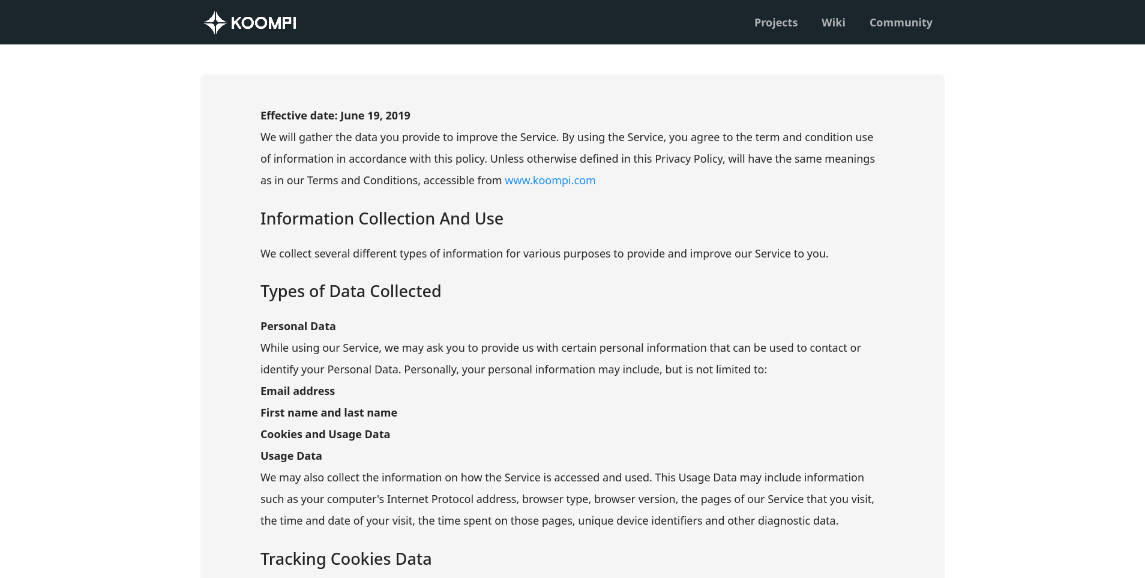 KOOMPI
Projects
Wiki
Community
Effective date: June 19, 2019
We will gather the data you provide to improve the Service. By using the Service, you agree to the term and condition use
of information in accordance with this policy. Unless otherwise defined in this Privacy Policy, will have the same meanings
as in our Terms and Conditions, accessible from www.koompi.com
Information Collection And Use
We collect several different types of information for various purposes to provide and improve our Service to you.
Types of Data Collected
Personal Data
While using our Service, we may ask you to provide us with certain personal information that can be used to contact or
identify your Personal Data. Personally, your personal information may include, but is not limited to:
Email address
First name and last name
Cookies and Usage Data
Usage Data
We may also collect the information on how the Service is accessed and used. This Usage Data may include information
such as your computer's Internet Protocol address, browser type, browser version, the pages of our Service that you visit,
the time and date of your visit, the time spent on those pages, unique device identifiers and other diagnostic data.
Tracking Cookies Data